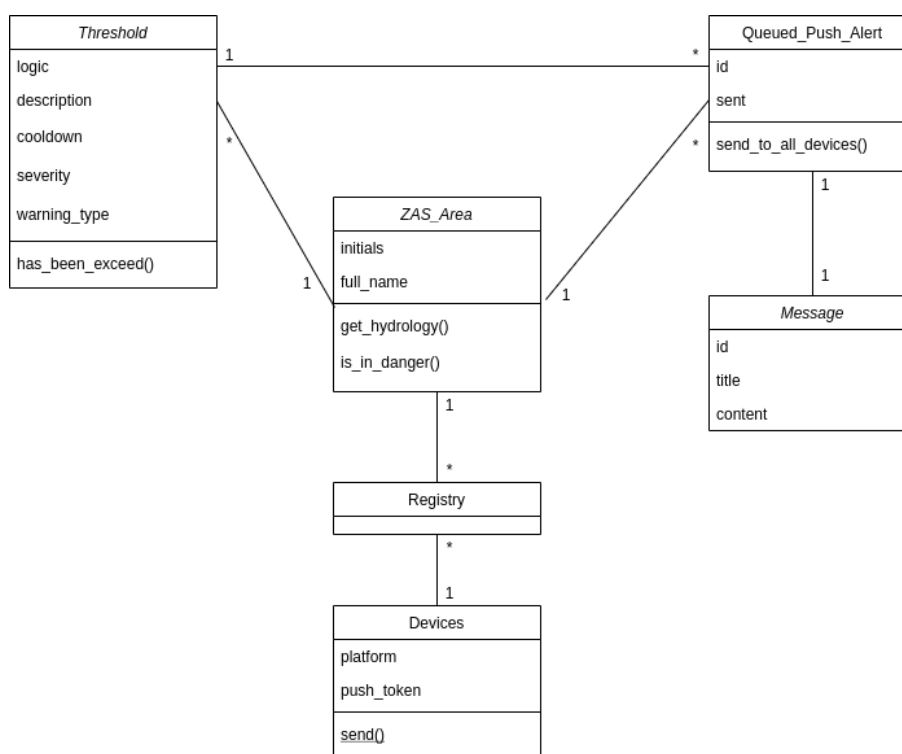 Threshold
logic
description
cooldown
severity
warning_type
has_been_exceed()
1
*
Queued_Push_Alert
id
sent
send_to_all_devices()
*
1
*
1
ZAS_Area
initials
full_name
get_hydrology()
is_in_danger()
1
1
1
Message
id
title
content
1
*
Registry
*
1
Devices
platform
push_token
send()